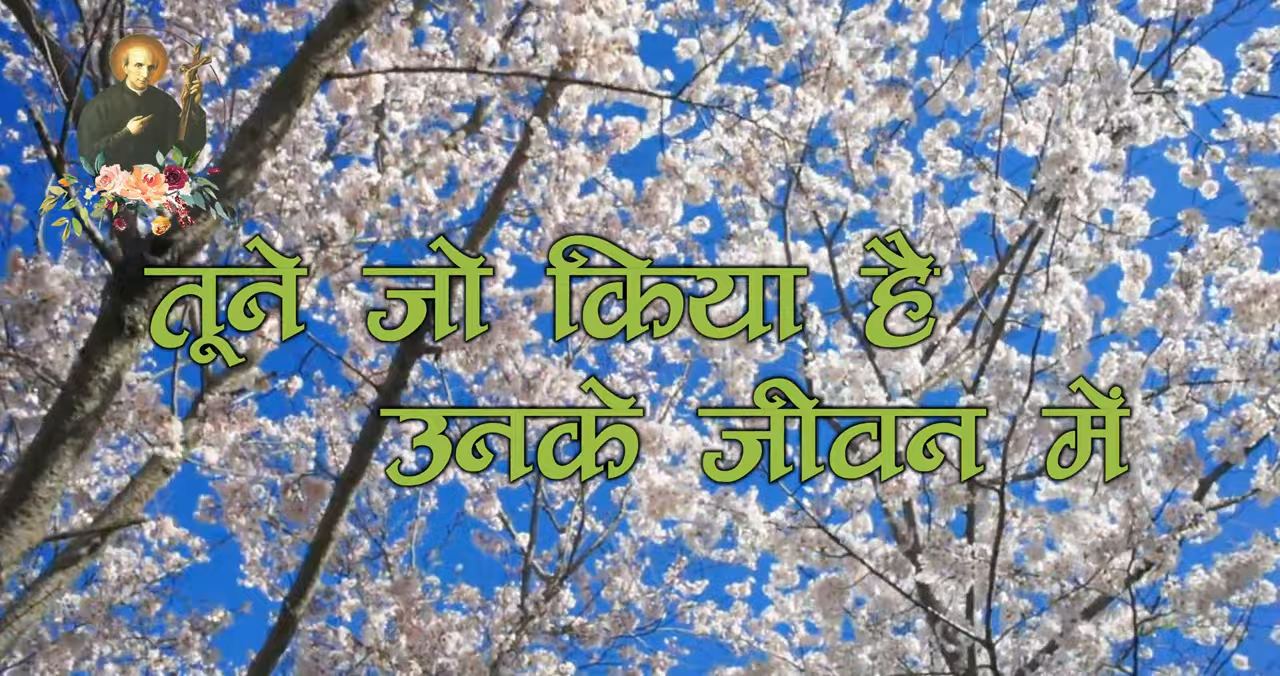 तूने जो किया है
उनके जीवन में